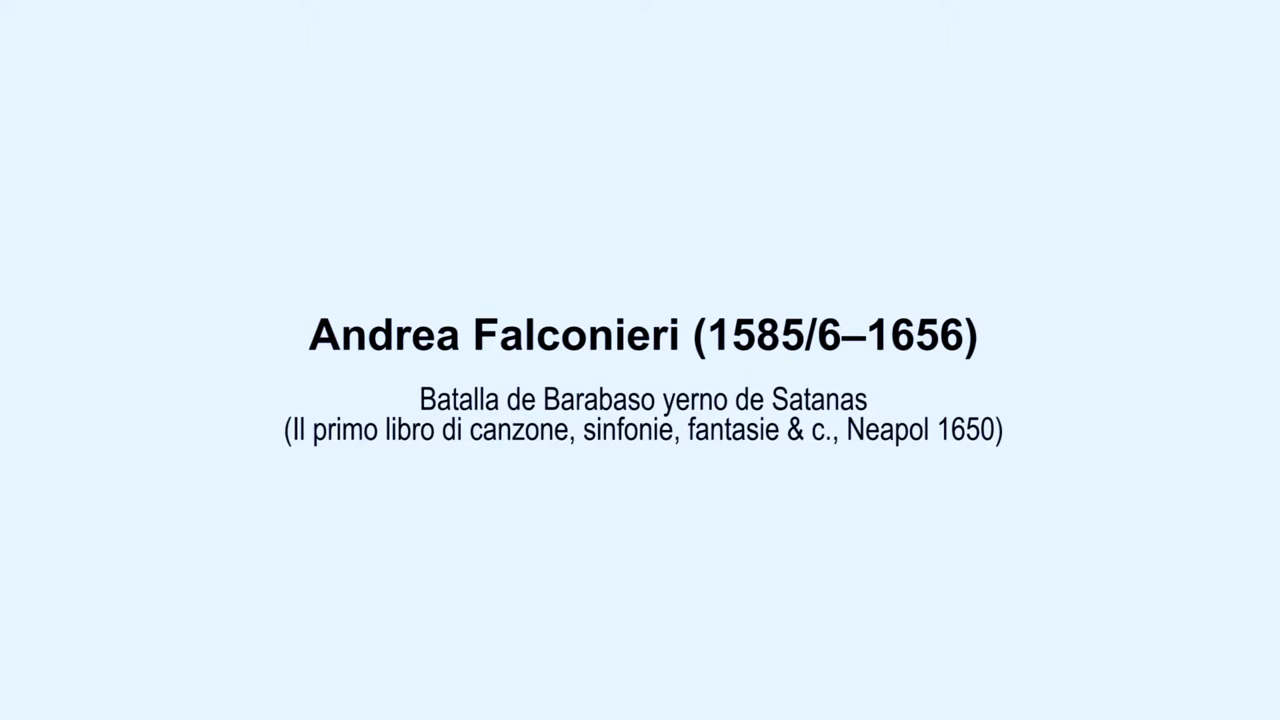 Andrea Falconieri (1585/6–1656)
Batalla de Barabaso yerno de Satanas
(Il primo libro di canzone, sinfonie, fantasie & c., Neapol 1650)